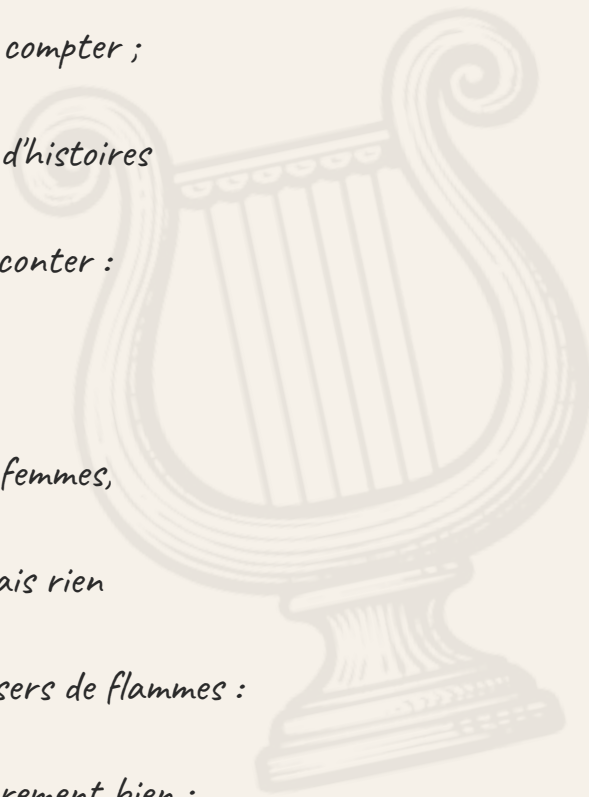 compter ;
d'histoires
conter :
femmes,
ais rien
sers de flammes :
rement bien :